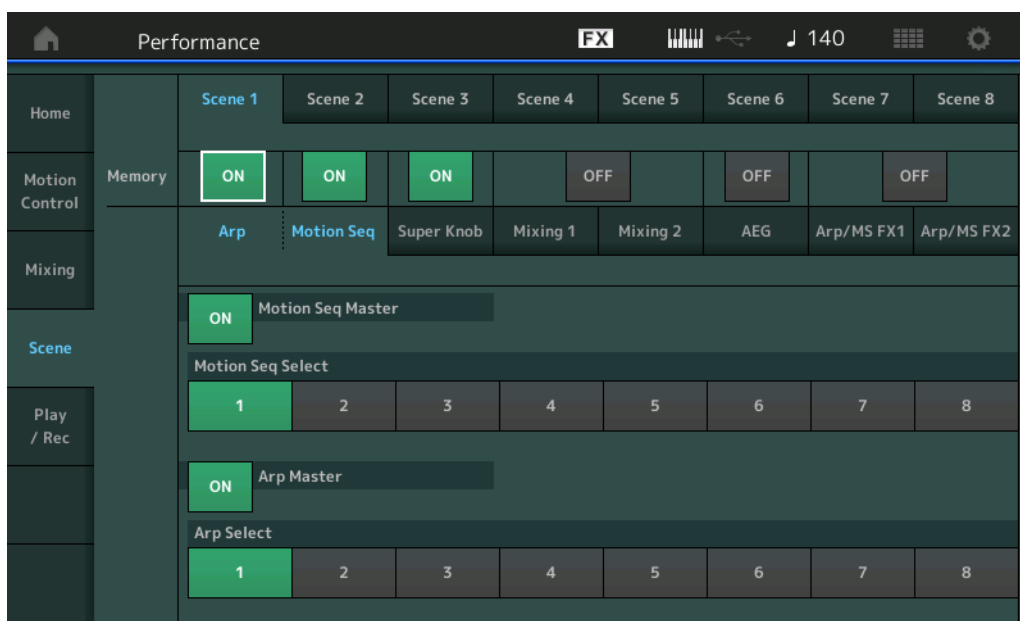 Performance FX 140
Home
Scene 1 Scene 2 Scene 3 Scene 4 Scene 5 Scene 6 Scene 7 Scene 8
Motion
Control
Memory ON ON ON OFF OFF OFF
Arp Motion Seq Super Knob Mixing 1 Mixing 2 AEG Arp/MS FX1 Arp/MS FX2
Mixing
ON Motion Seq Master
Scene
Motion Seq Select
1 2 3 4 5 6 7 8
Play
/ Rec
ON Arp Master
Arp Select
1 2 3 4 5 6 7 8